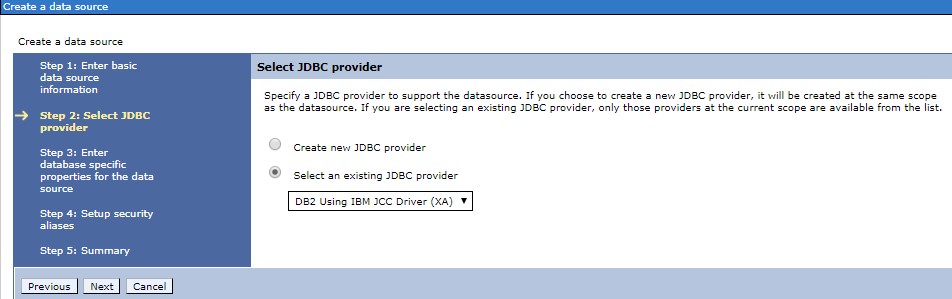 Create a data source
Create a data source
Step 1: Enter basic
data source
information
Step 2: Select JDBC
provider
Step 3: Enter
database specific
properties for the data
source
Step 4: Setup security
aliases
Step 5: Summary
Select JDBC provider
Specify a JDBC provider to support the datasource. If you choose to create a new JDBC provider, it will be created at the same scope
as the datasource. If you are selecting an existing JDBC provider, only those providers at the current scope are available from the list.
Create new JDBC provider
Select an existing JDBC provider
DB2 Using IBM JCC Driver (XA)
Previous Next Cancel